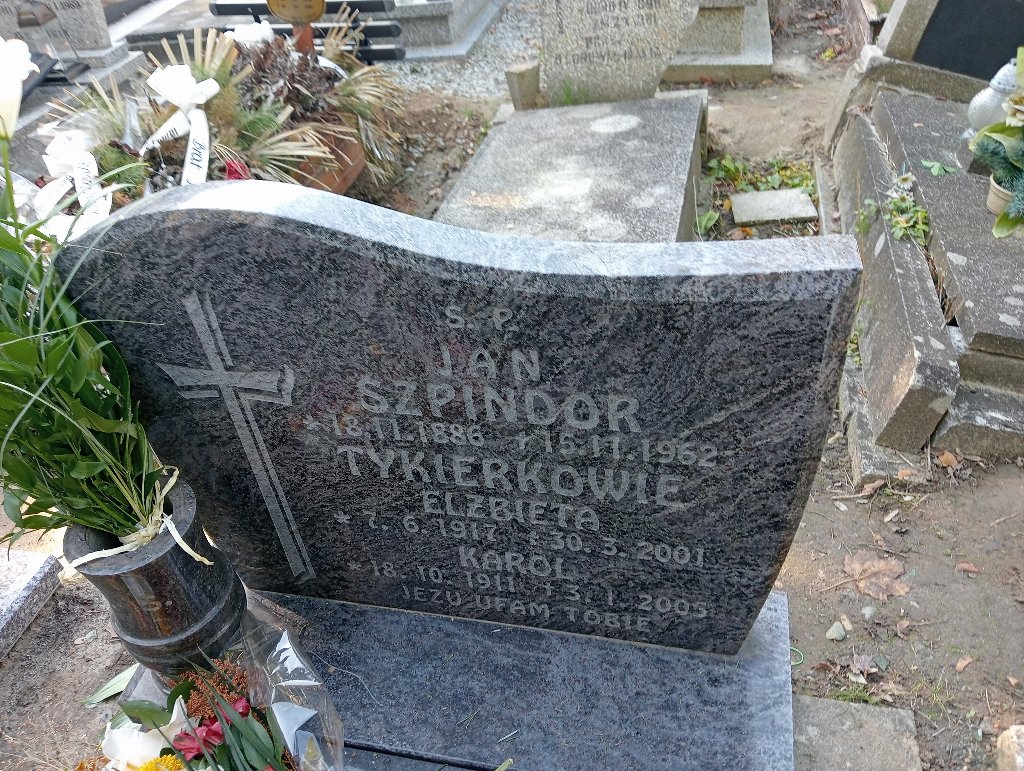 S. P.
JAN
SZPINDOR
* 18.11.1886 † 15.11.1962
TYKIERKOWIE
ELZBIETA
* 7. 6. 1917 † 30. 3. 2001
KAROL
* 18. 10. 1911 † 3. 1. 2005
JEZU UFAM TOBIE